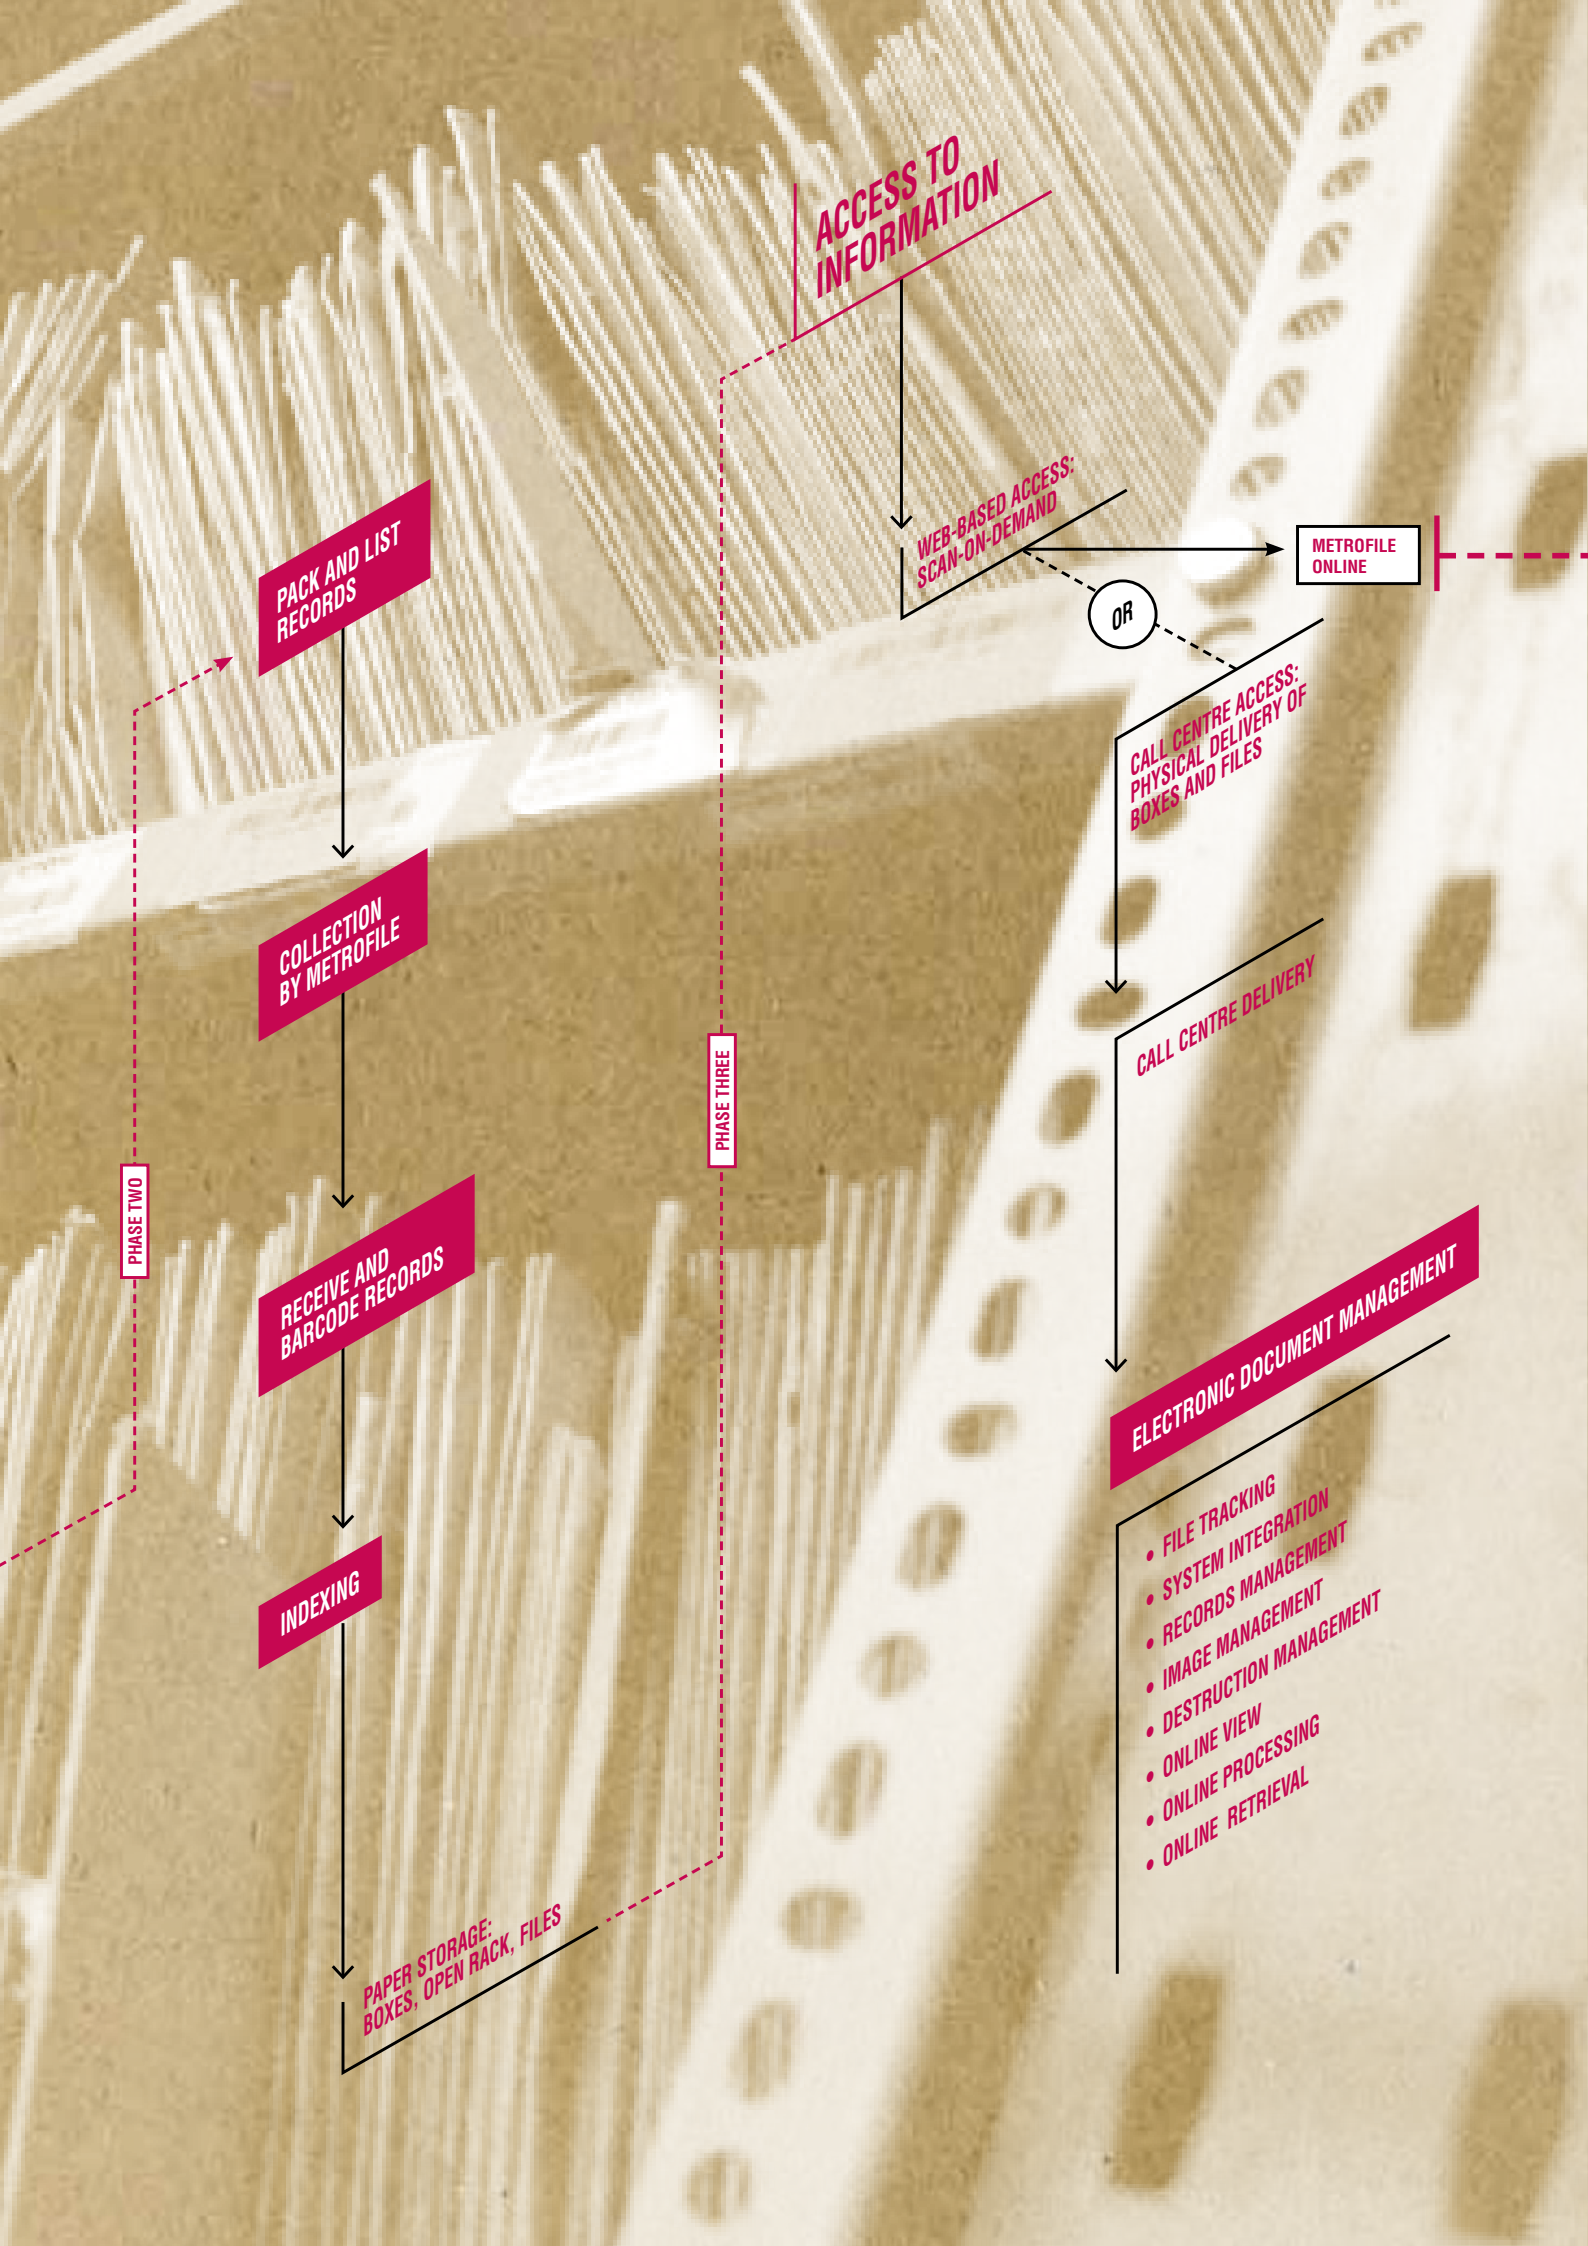 ACCESS TO
INFORMATION
WEB-BASED ACCESS:
SCAN-ON-DEMAND
METROFILE
ONLINE
OR
CALL CENTRE ACCESS:
PHYSICAL DELIVERY OF
BOXES AND FILES
CALL CENTRE DELIVERY
PACK AND LIST
RECORDS
COLLECTION
BY METROFILE
RECEIVE AND
BARCODE RECORDS
INDEXING
PAPER STORAGE:
BOXES, OPEN RACK, FILES
PHASE TWO
PHASE THREE
ELECTRONIC DOCUMENT MANAGEMENT
• FILE TRACKING
• SYSTEM INTEGRATION
• RECORDS MANAGEMENT
• IMAGE MANAGEMENT
• DESTRUCTION MANAGEMENT
• ONLINE VIEW
• ONLINE PROCESSING
• ONLINE RETRIEVAL